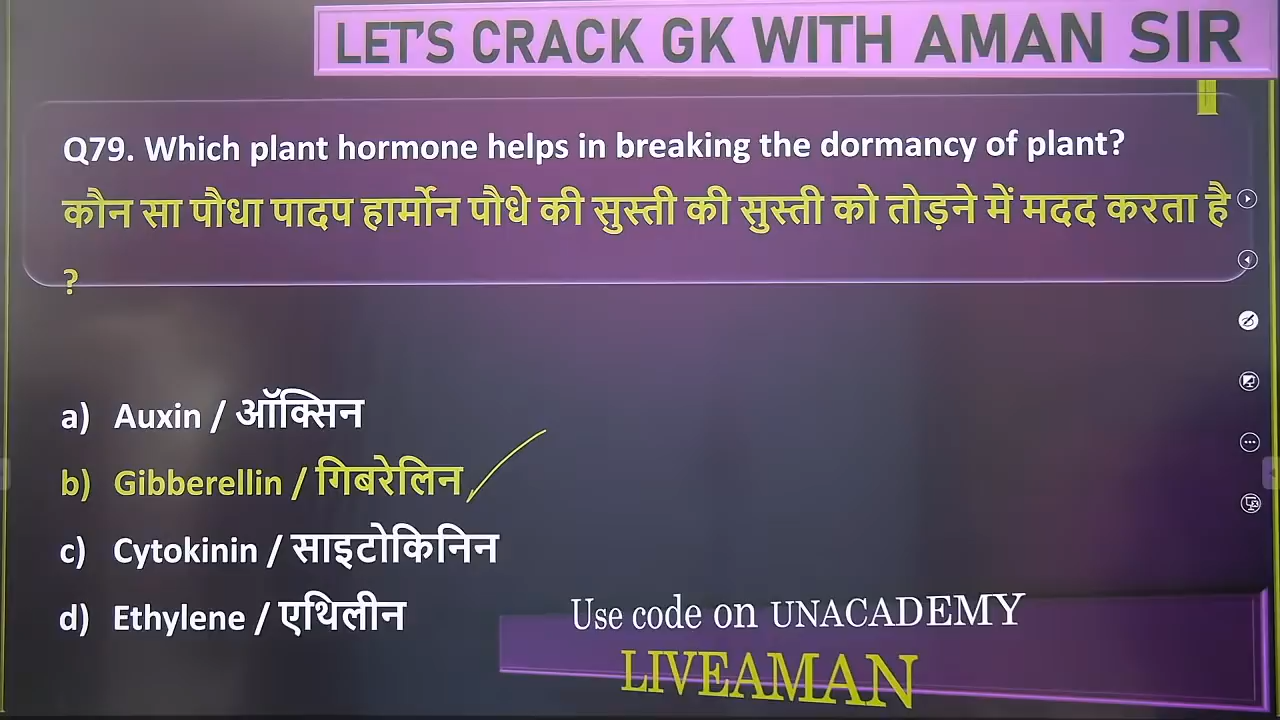 LET'S CRACK GK WITH AMAN SIR
Q79. Which plant hormone helps in breaking the dormancy of plant?
कौन सा पौधा पादप हार्मोन पौधे की सुस्ती की सुस्ती को तोड़ने में मदद करता है
?
a) Auxin / ऑक्सिन
b) Gibberellin / गिबरेलिन
c) Cytokinin / साइटोकिनिन
d) Ethylene / एथिलीन
Use code on UNACADEMY
LIVEAMAN